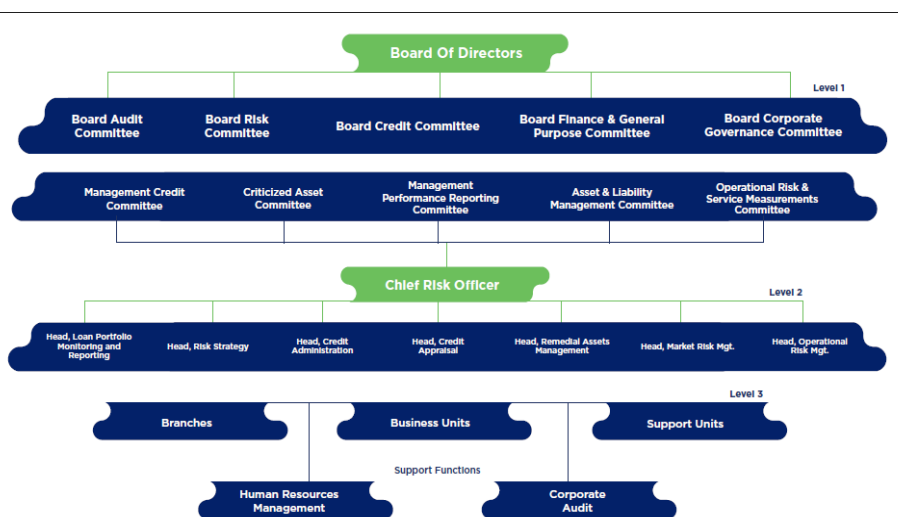 Board Of Directors
Level 1
Board Audit
Committee
Board Risk
Committee
Board Credit Committee
Board Finance & General
Purpose Committee
Board Corporate
Governance Committee
Management Credit
Committee
Criticized Asset
Committee
Management
Performance Reporting
Committee
Asset & Liability
Management Committee
Operational Risk &
Service Measurements
Committee
Chief Risk Officer
Level 2
Head, Loan Portfolio
Monitoring and
Reporting
Head, Risk Strategy
Head, Credit
Administration
Head, Credit
Appraisal
Head, Remedial Assets
Management
Head, Market Risk Mgt.
Head, Operational
Risk Mgt.
Level 3
Branches
Business Units
Support Units
Support Functions
Human Resources
Management
Corporate
Audit